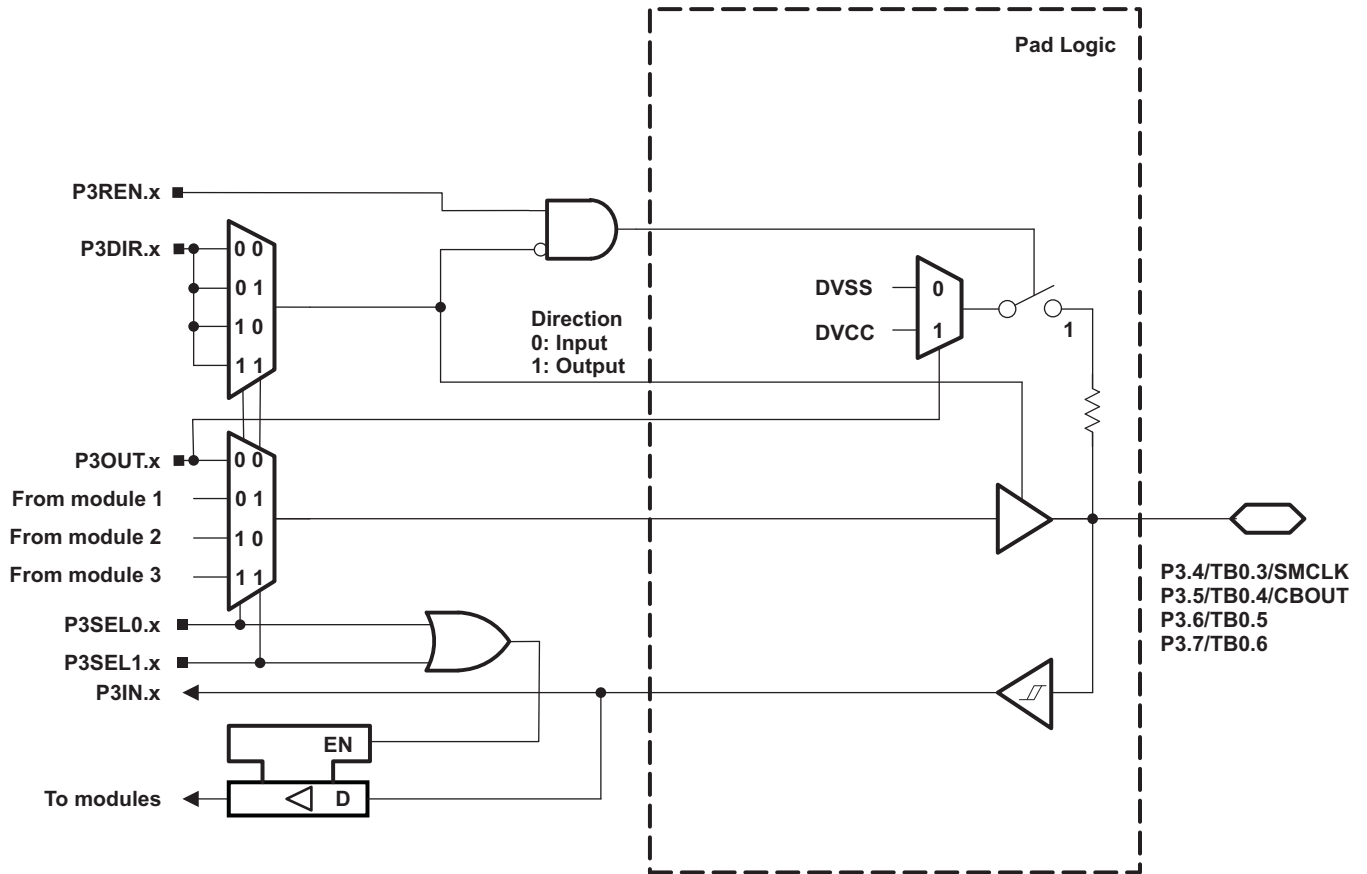 Pad Logic
P3REN.x
P3DIR.x
0 0
0 1
1 0
1 1
Direction
0: Input
1: Output
DVSS
DVCC
0
1
1
P3OUT.x
From module 1
From module 2
From module 3
0 0
0 1
1 0
1 1
P3SEL0.x
P3SEL1.x
P3IN.x
EN
D
To modules
P3.4/TB0.3/SMCLK
P3.5/TB0.4/CBOUT
P3.6/TB0.5
P3.7/TB0.6